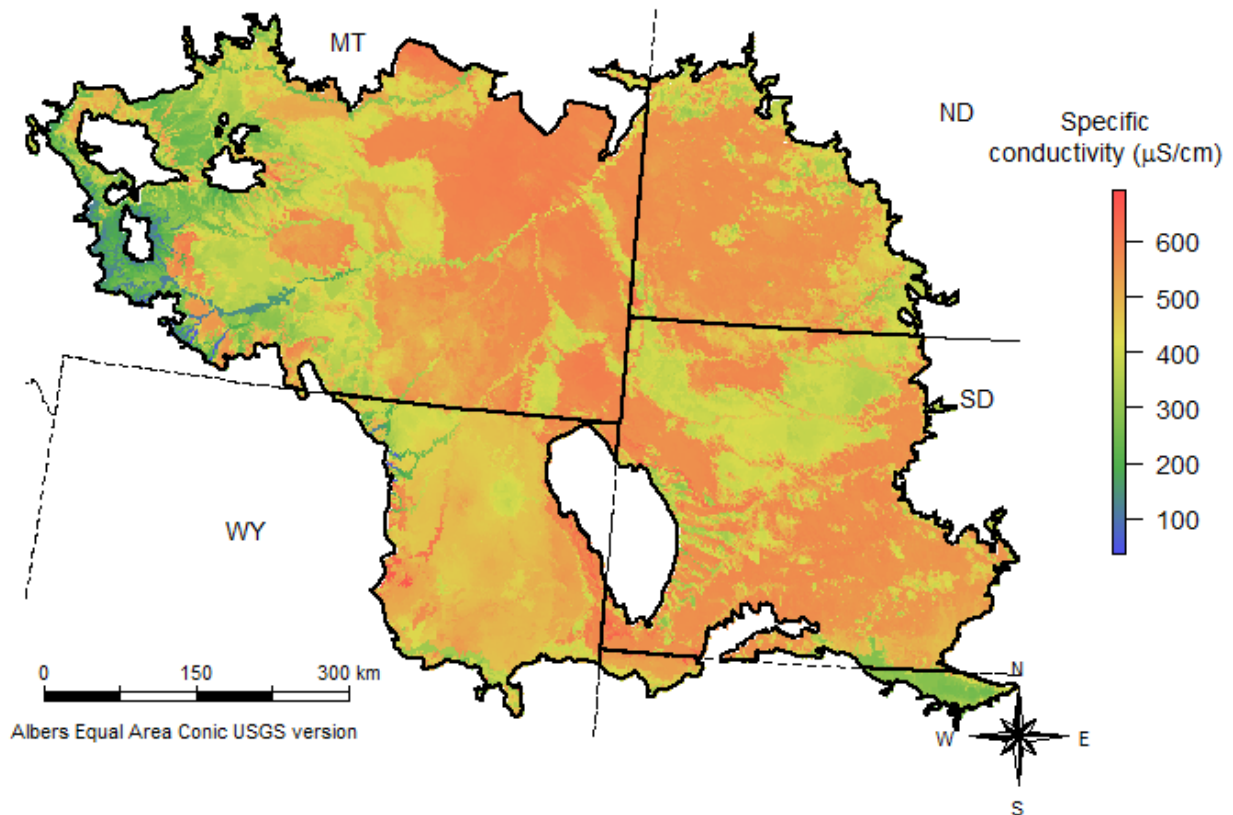 MT
ND
Specific
conductivity (μS/cm)
600
500
400
300
200
100
SD
WY
0 150 300 km
Albers Equal Area Conic USGS version
N
W E
S